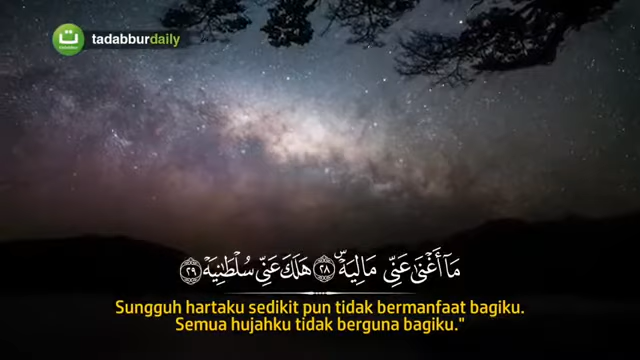 ت
tadabburdaily
مَآ أَغْنَىٰ عَنِّى مَالِيَهْ ۜ ٢٨ هَلَكَ عَنِّى سُلْطَٰنِيَهْ ٢٩
Sungguh hartaku sedikit pun tidak bermanfaat bagiku.
Semua hujahku tidak berguna bagiku."